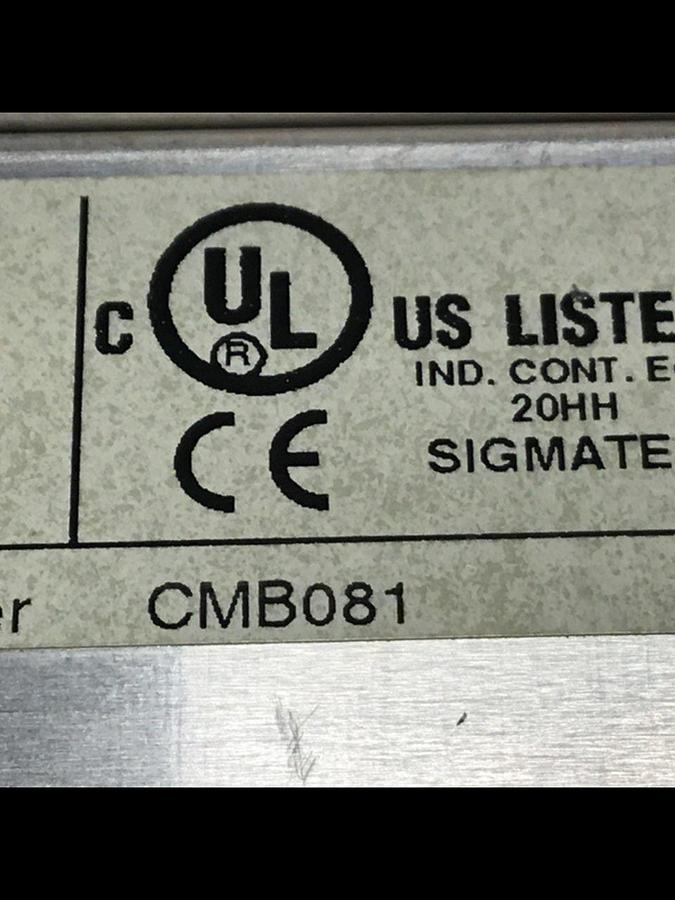 C UL ® US LISTE
IND. CONT. E
20HH
CE
SIGMATE
er CMB081